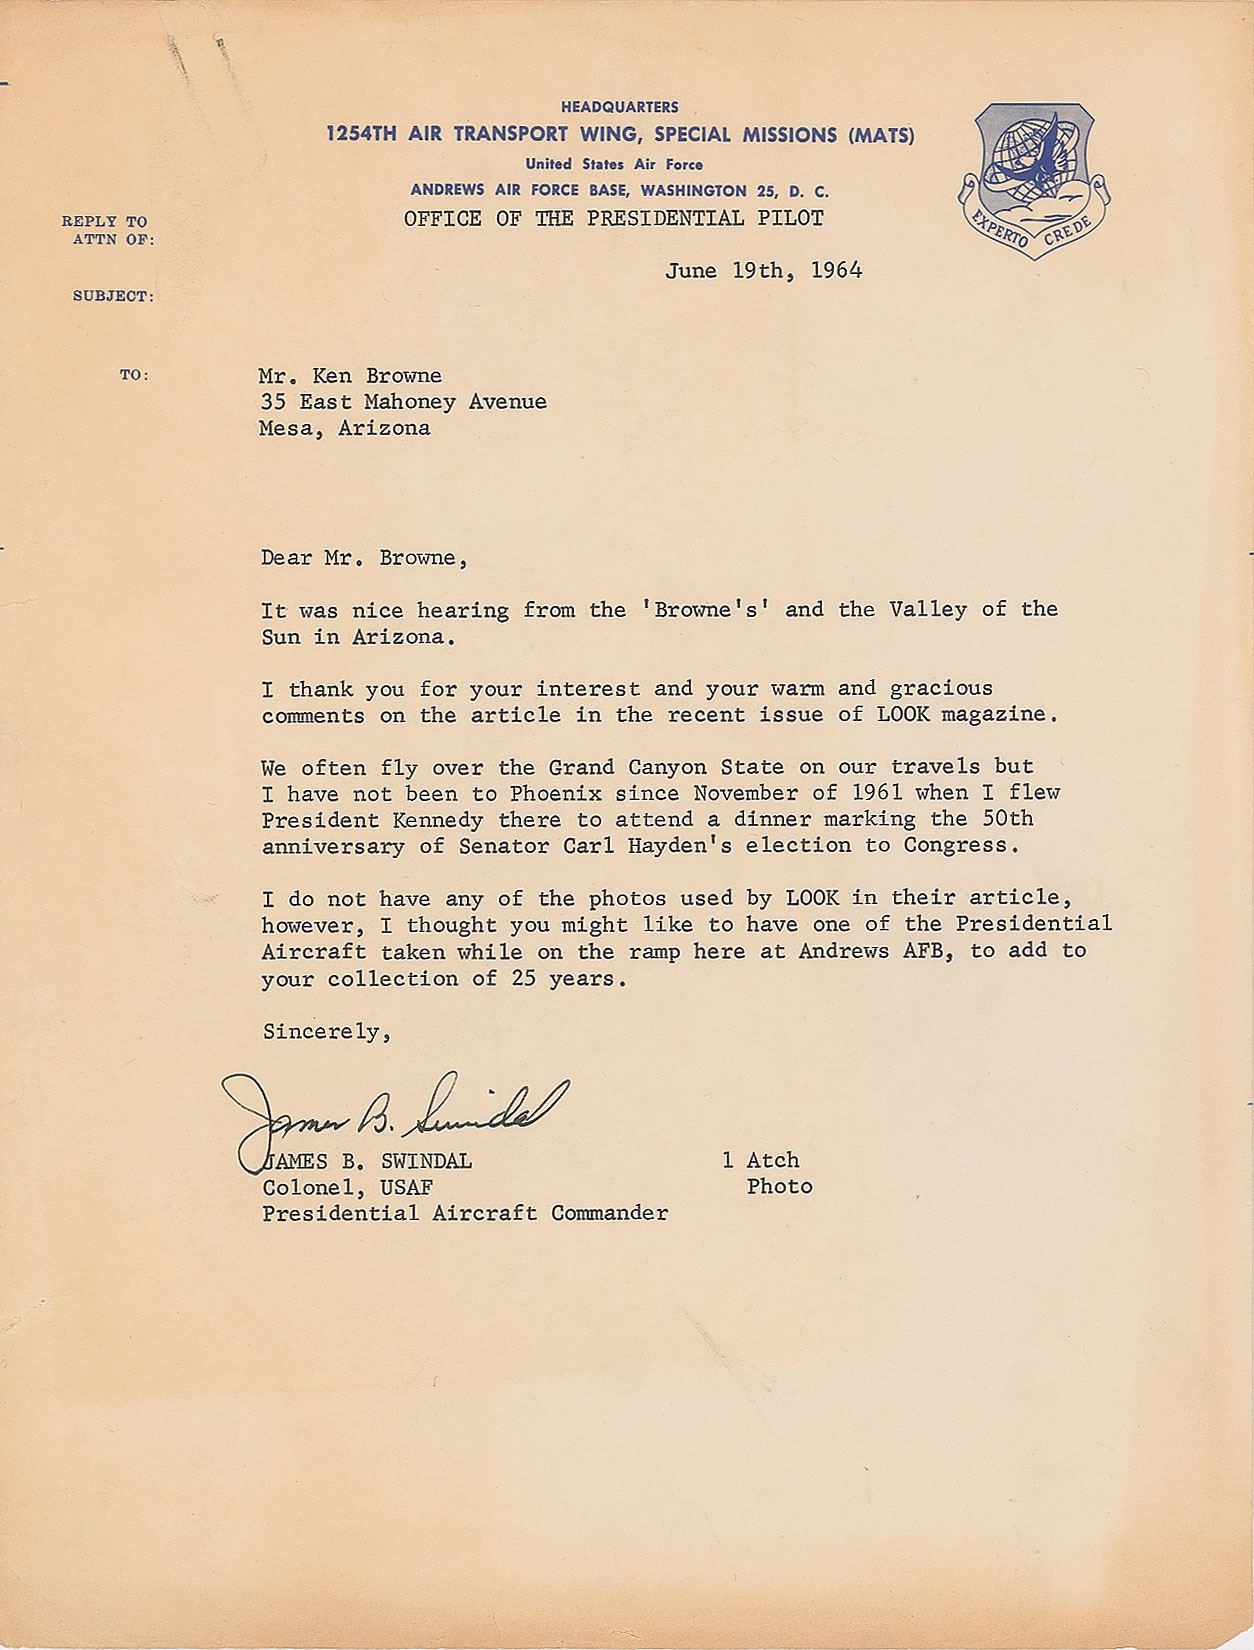 HEADQUARTERS
1254TH AIR TRANSPORT WING, SPECIAL MISSIONS (MATS)
United States Air Force
ANDREWS AIR FORCE BASE, WASHINGTON 25, D. C.
OFFICE OF THE PRESIDENTIAL PILOT
EXPERTO CREDE
REPLY TO
ATTN OF:
June 19th, 1964
SUBJECT:
TO:
Mr. Ken Browne
35 East Mahoney Avenue
Mesa, Arizona
Dear Mr. Browne,
It was nice hearing from the 'Browne's' and the Valley of the
Sun in Arizona.
I thank you for your interest and your warm and gracious
comments on the article in the recent issue of LOOK magazine.
We often fly over the Grand Canyon State on our travels but
I have not been to Phoenix since November of 1961 when I flew
President Kennedy there to attend a dinner marking the 50th
anniversary of Senator Carl Hayden's election to Congress.
I do not have any of the photos used by LOOK in their article,
however, I thought you might like to have one of the Presidential
Aircraft taken while on the ramp here at Andrews AFB, to add to
your collection of 25 years.
Sincerely,
James B. Swindal
JAMES B. SWINDAL
Colonel, USAF
Presidential Aircraft Commander
1 Atch
Photo